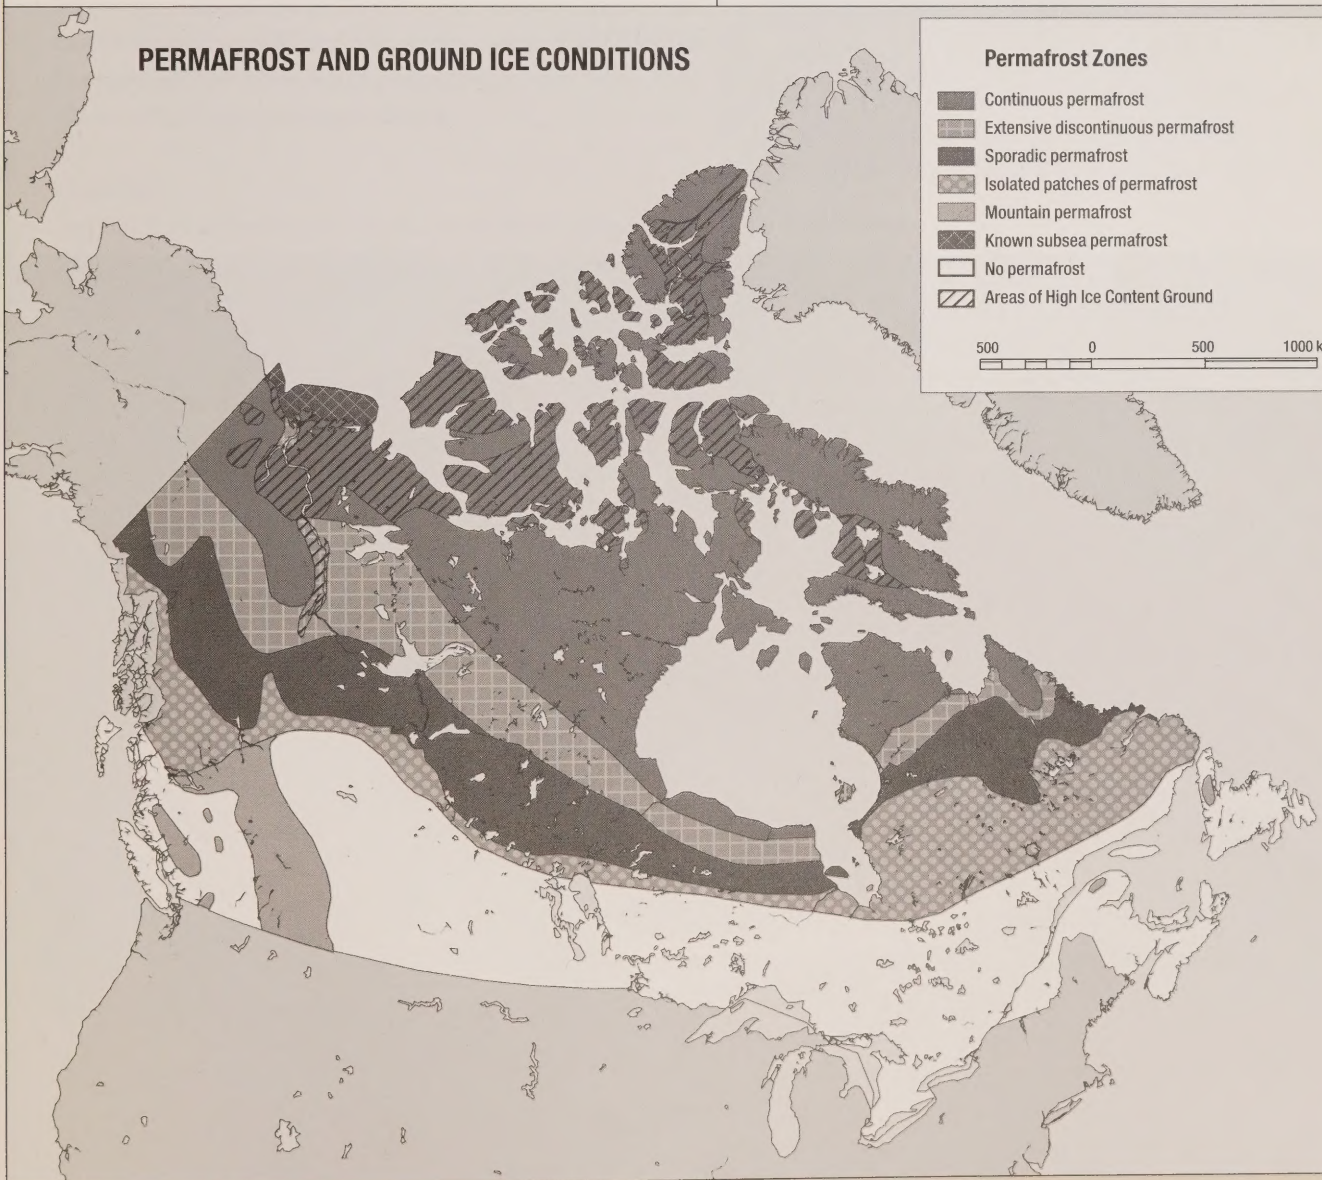 PERMAFROST AND GROUND ICE CONDITIONS
Permafrost Zones
Continuous permafrost
Extensive discontinuous permafrost
Sporadic permafrost
Isolated patches of permafrost
Mountain permafrost
Known subsea permafrost
No permafrost
Areas of High Ice Content Ground
500 0 500 1000 k